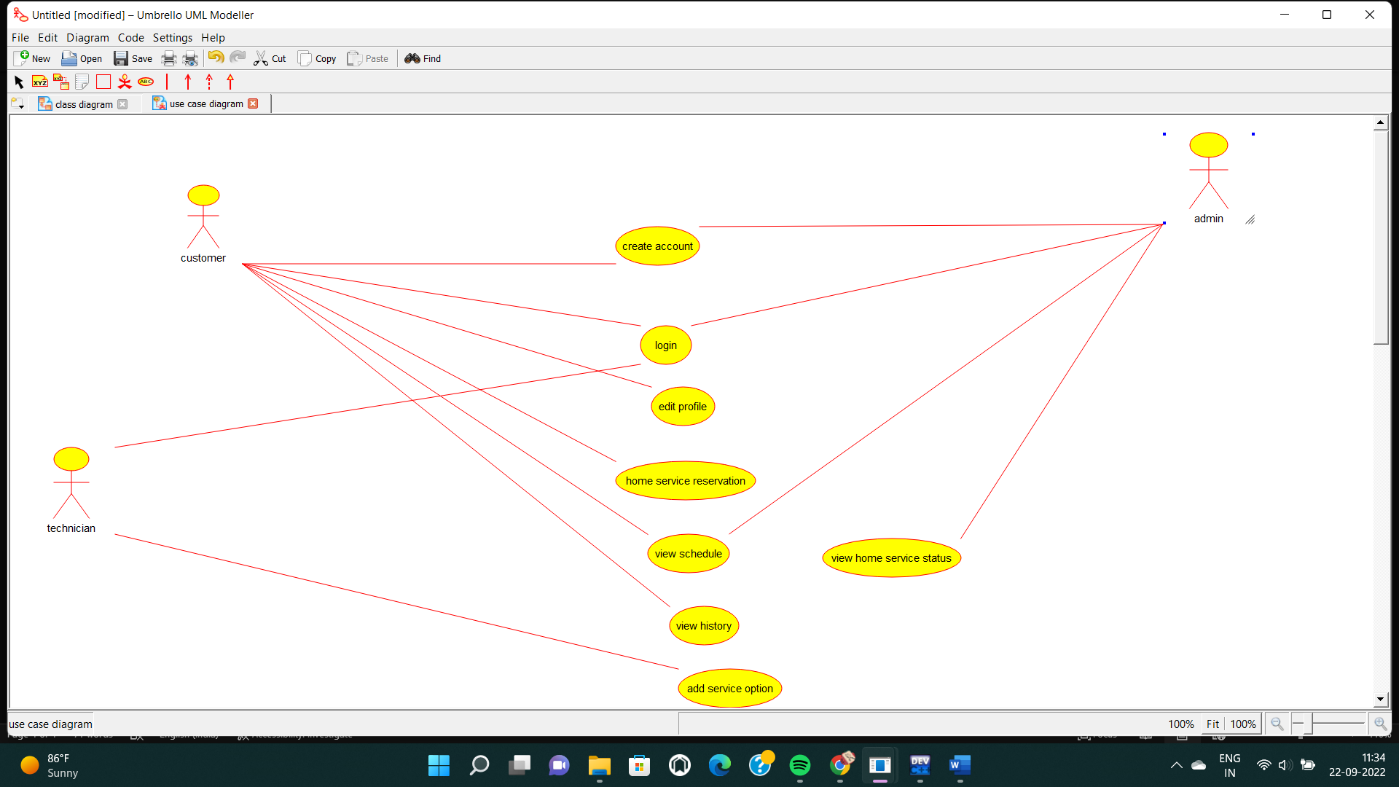 Untitled [modified] – Umbrello UML Modeller
File Edit Diagram Code Settings Help
New Open Save Cut Copy Paste Find
XYZ ABC
class diagram use case diagram
admin
customer
create account
login
edit profile
technician
home service reservation
view schedule
view home service status
view history
add service option
use case diagram 100% Fit 100%
86°F ENG 11:34
Sunny IN 22-09-2022
DEV
W